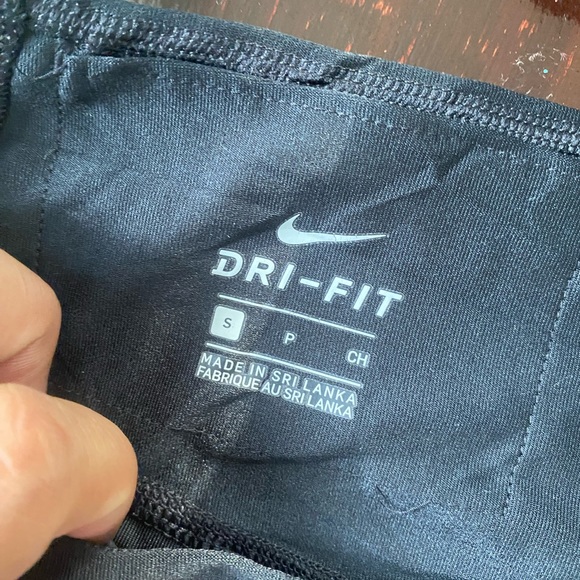 DRI-FIT
S P CH
MADE IN SRI LANKA
FABRIQUE AU SRI LANKA